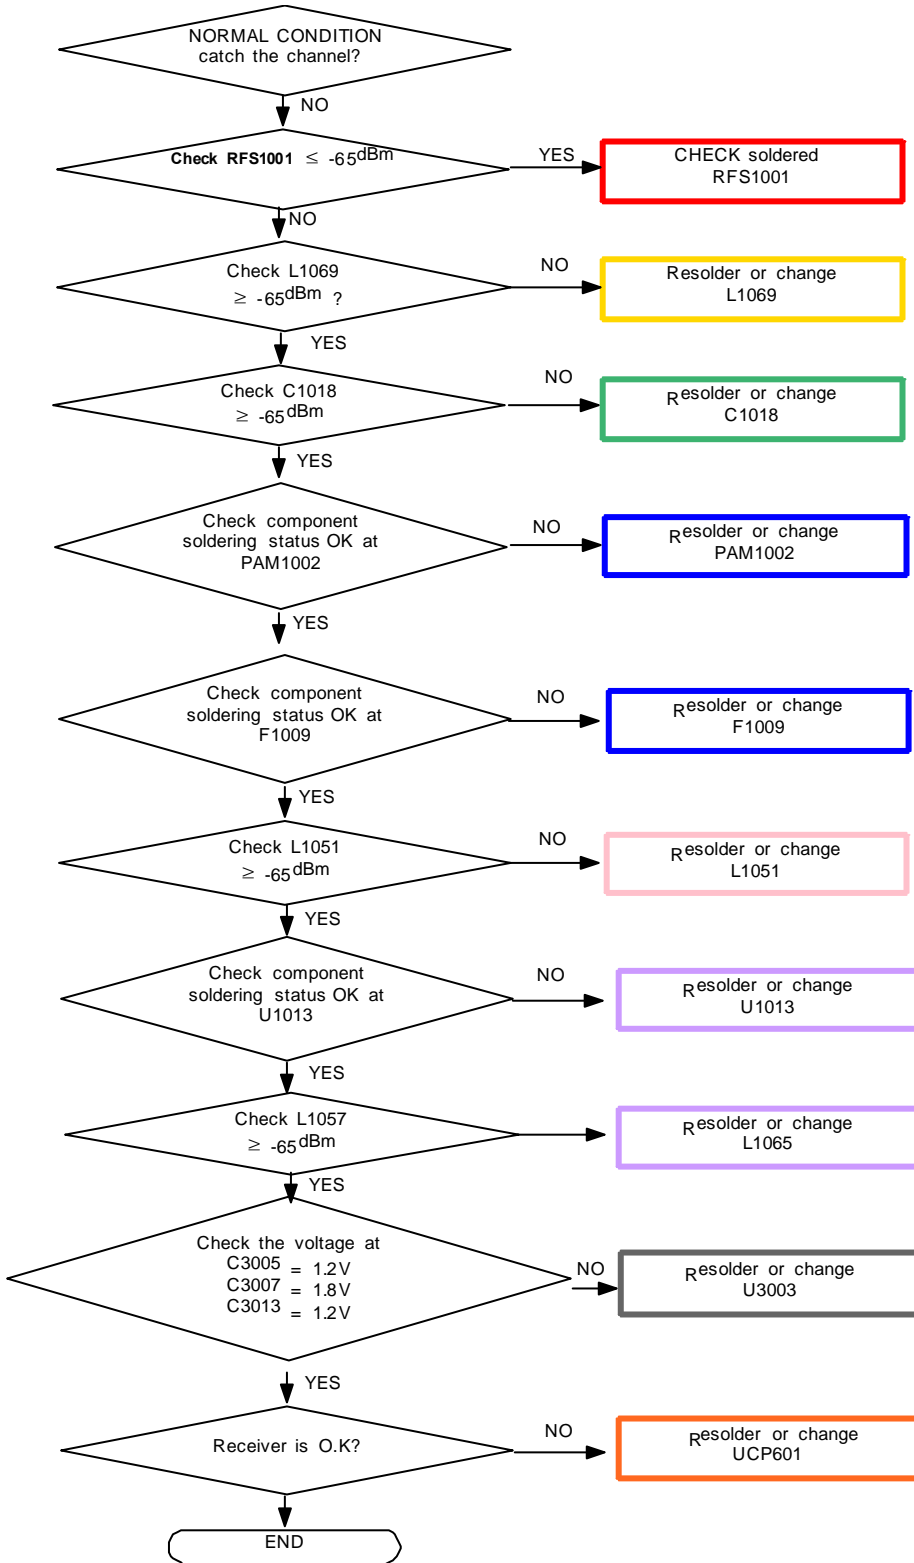 NORMAL CONDITION
catch the channel?
NO
Check RFS1001 ≤ -65dBm
YES
CHECK soldered
RFS1001
NO
Check L1069
≥ -65dBm ?
NO
Resolder or change
L1069
YES
Check C1018
≥ -65dBm
NO
Resolder or change
C1018
YES
Check component
soldering status OK at
PAM1002
NO
Resolder or change
PAM1002
YES
Check component
soldering status OK at
F1009
NO
Resolder or change
F1009
YES
Check L1051
≥ -65dBm
NO
Resolder or change
L1051
YES
Check component
soldering status OK at
U1013
NO
Resolder or change
U1013
YES
Check L1057
≥ -65dBm
Resolder or change
L1065
YES
Check the voltage at
C3005 = 1.2V
C3007 = 1.8V
C3013 = 1.2V
NO
Resolder or change
U3003
YES
Receiver is O.K?
NO
Resolder or change
UCP601
END